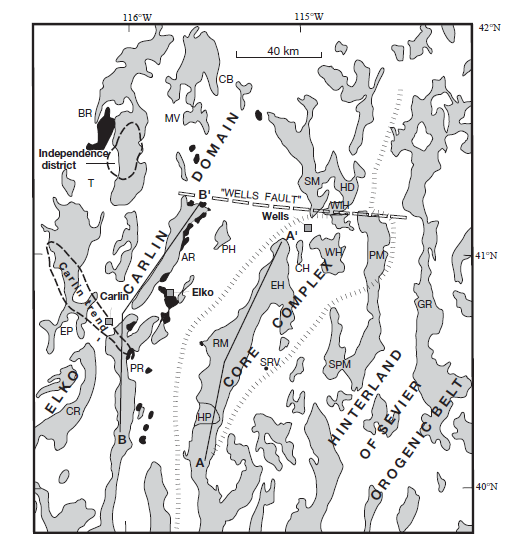 116°W
115°W
42°N
40 km
CB
BR
MV
DOMAIN
Independence
district
T
SM
HD
B'
"WELLS FAULT"
WH
Wells
A'
CARLIN
PH
AR
CH
WH
PM
41°N
Carlin Trend
Carlin
Elko
EH
COMPLEX
GR
EP
RM
CORE
SRV
SPM
PR
ELKO
CR
HP
B
A
HINTERLAND
OF SEVIER
OROGENIC BELT
40°N